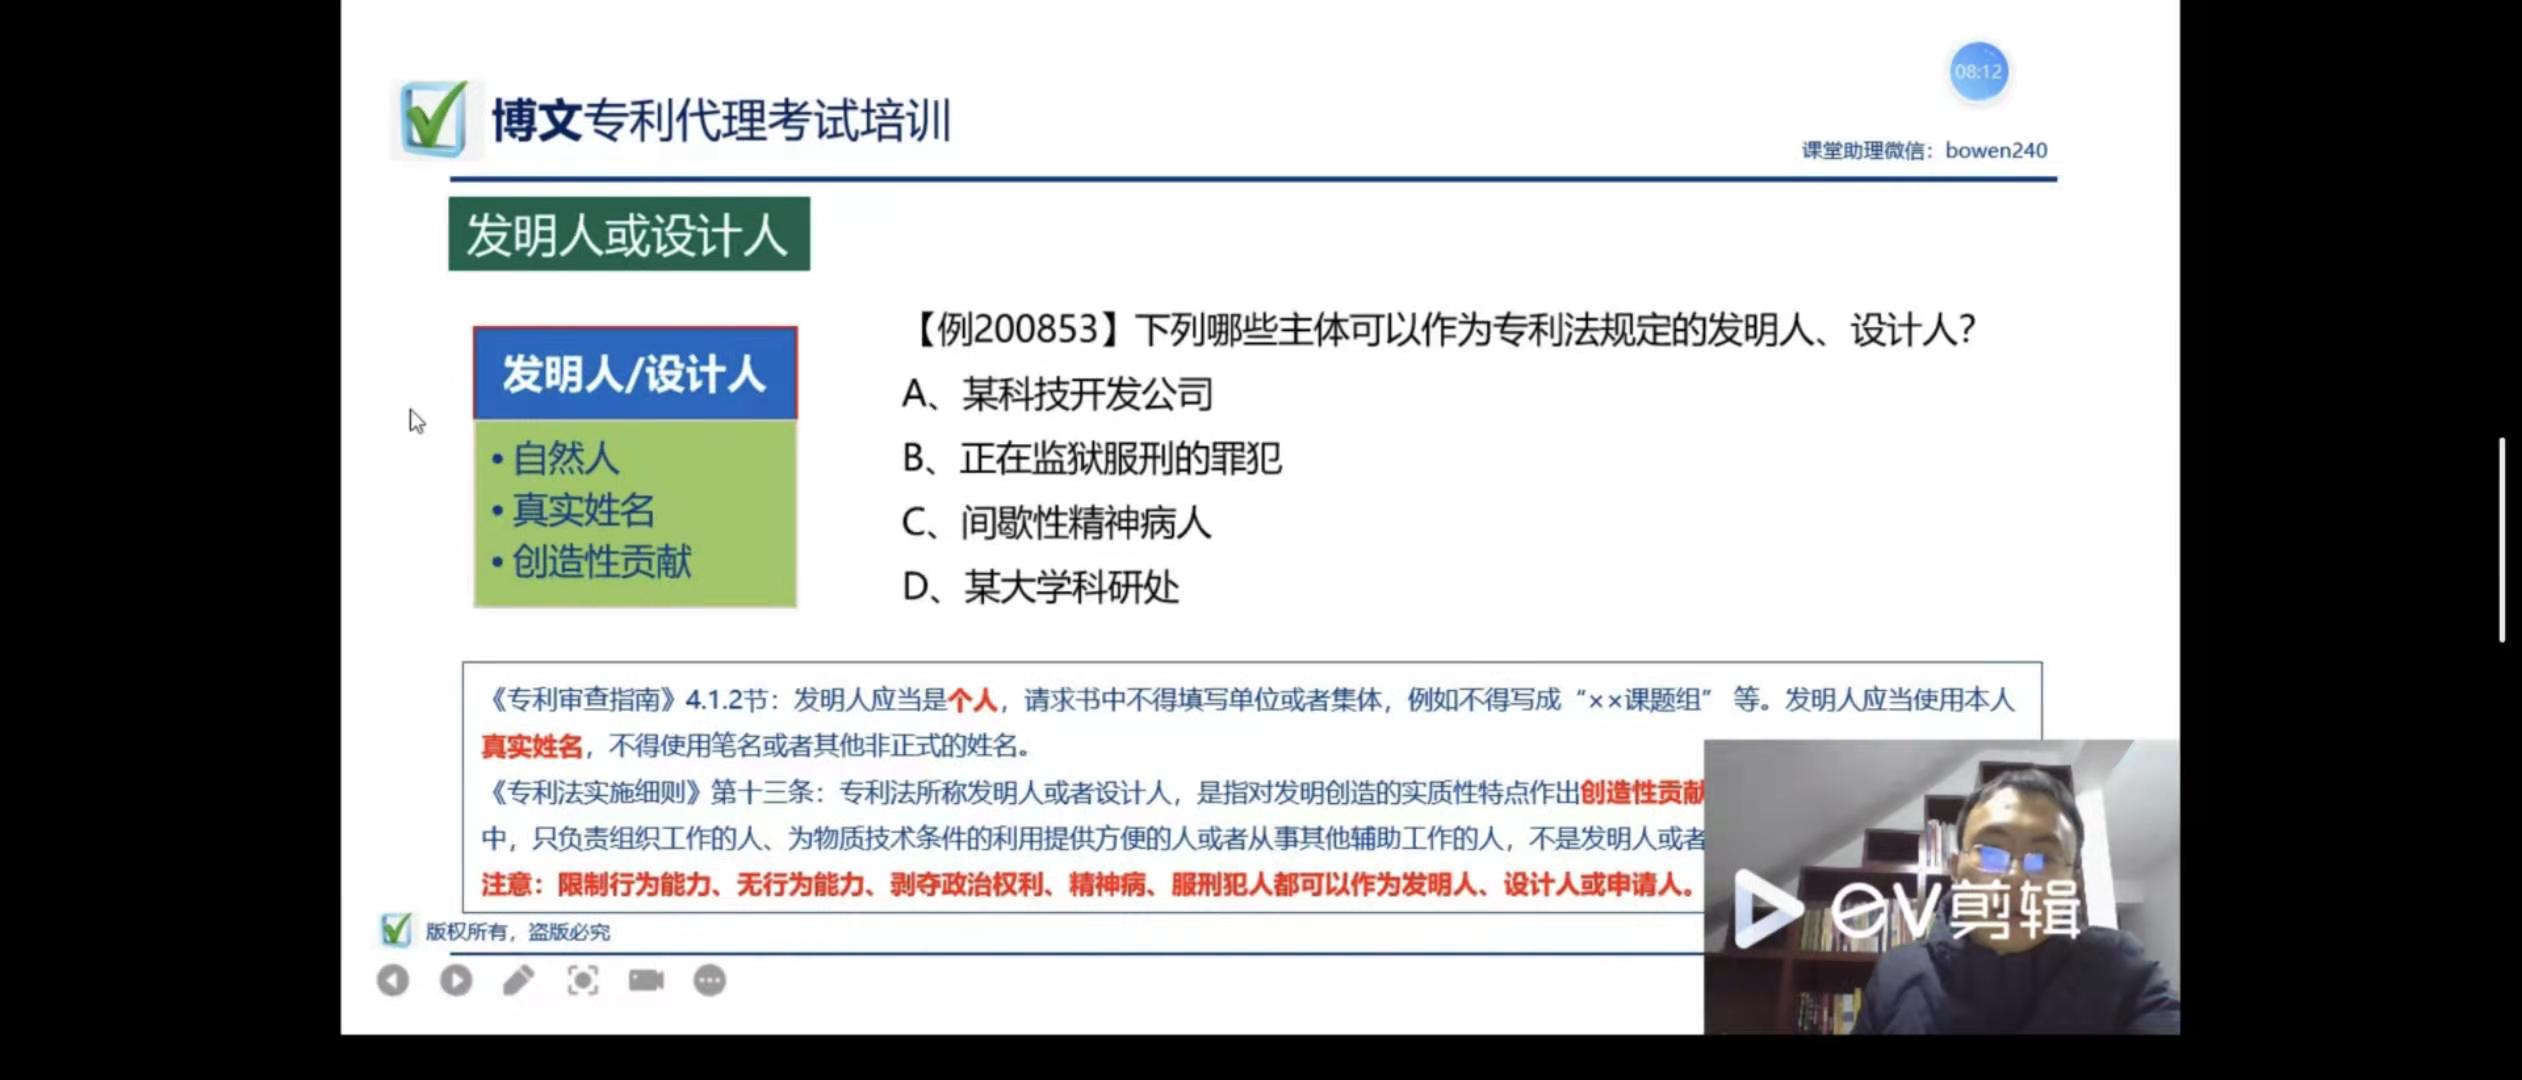 08:12
博文专利代理考试培训
课堂助理微信：bowen240
发明人或设计人
发明人/设计人
• 自然人
• 真实姓名
• 创造性贡献
【例200853】下列哪些主体可以作为专利法规定的发明人、设计人？
A、某科技开发公司
B、正在监狱服刑的罪犯
C、间歇性精神病人
D、某大学科研处
《专利审查指南》4.1.2节：发明人应当是个人，请求书中不得填写单位或者集体，例如不得写成“××课题组” 等。发明人应当使用本人
真实姓名，不得使用笔名或者其他非正式的姓名。
《专利法实施细则》第十三条：专利法所称发明人或者设计人，是指对发明创造的实质性特点作出创造性贡献
中，只负责组织工作的人、为物质技术条件的利用提供方便的人或者从事其他辅助工作的人，不是发明人或者
注意：限制行为能力、无行为能力、剥夺政治权利、精神病、服刑犯人都可以作为发明人、设计人或申请人。
EV剪辑
版权所有，盗版必究